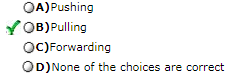 A)Pushing
B)Pulling
C)Forwarding
D)None of the choices are correct